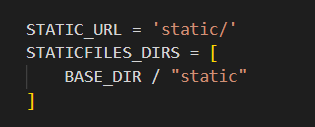 STATIC_URL = 'static/'
STATICFILES_DIRS = [
    BASE_DIR / "static"
]